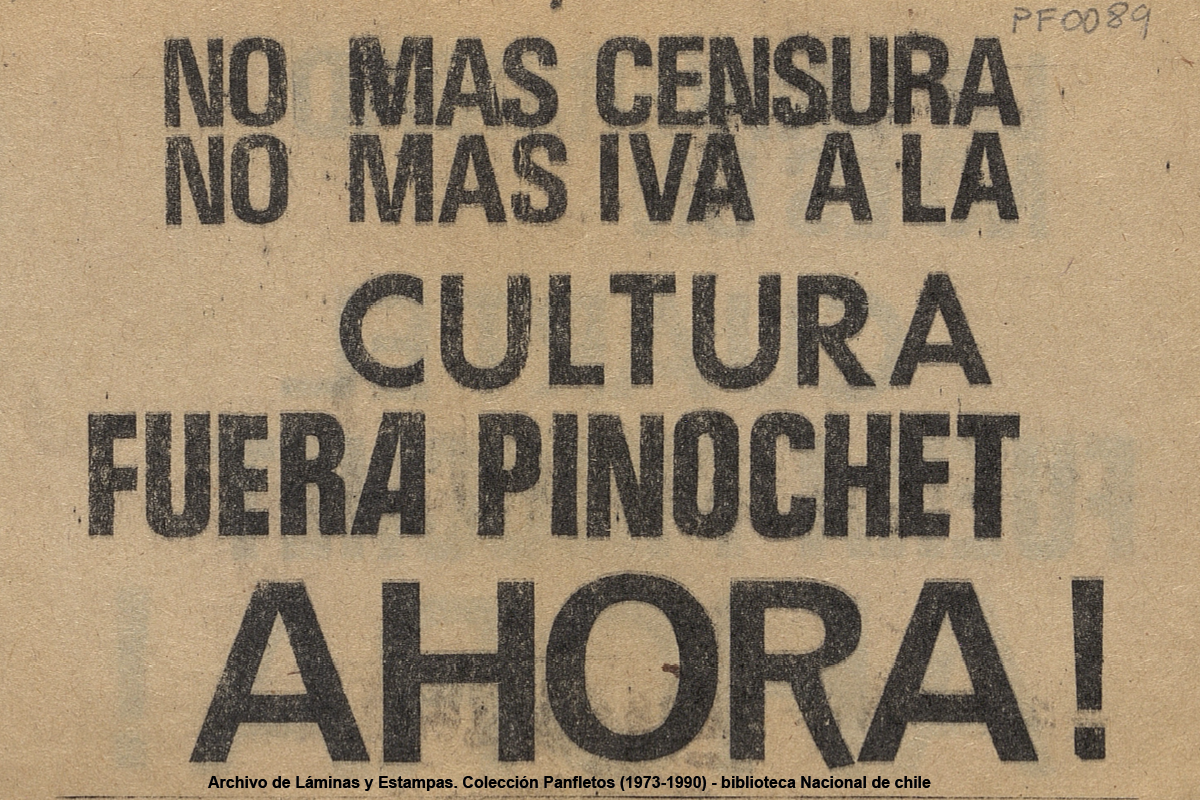 PF0089
NO MAS CENSURA
NO MAS IVA A LA
CULTURA
FUERA PINOCHET
AHORA!
Archivo de Láminas y Estampas. Colección Panfletos (1973-1990) - biblioteca Nacional de chile